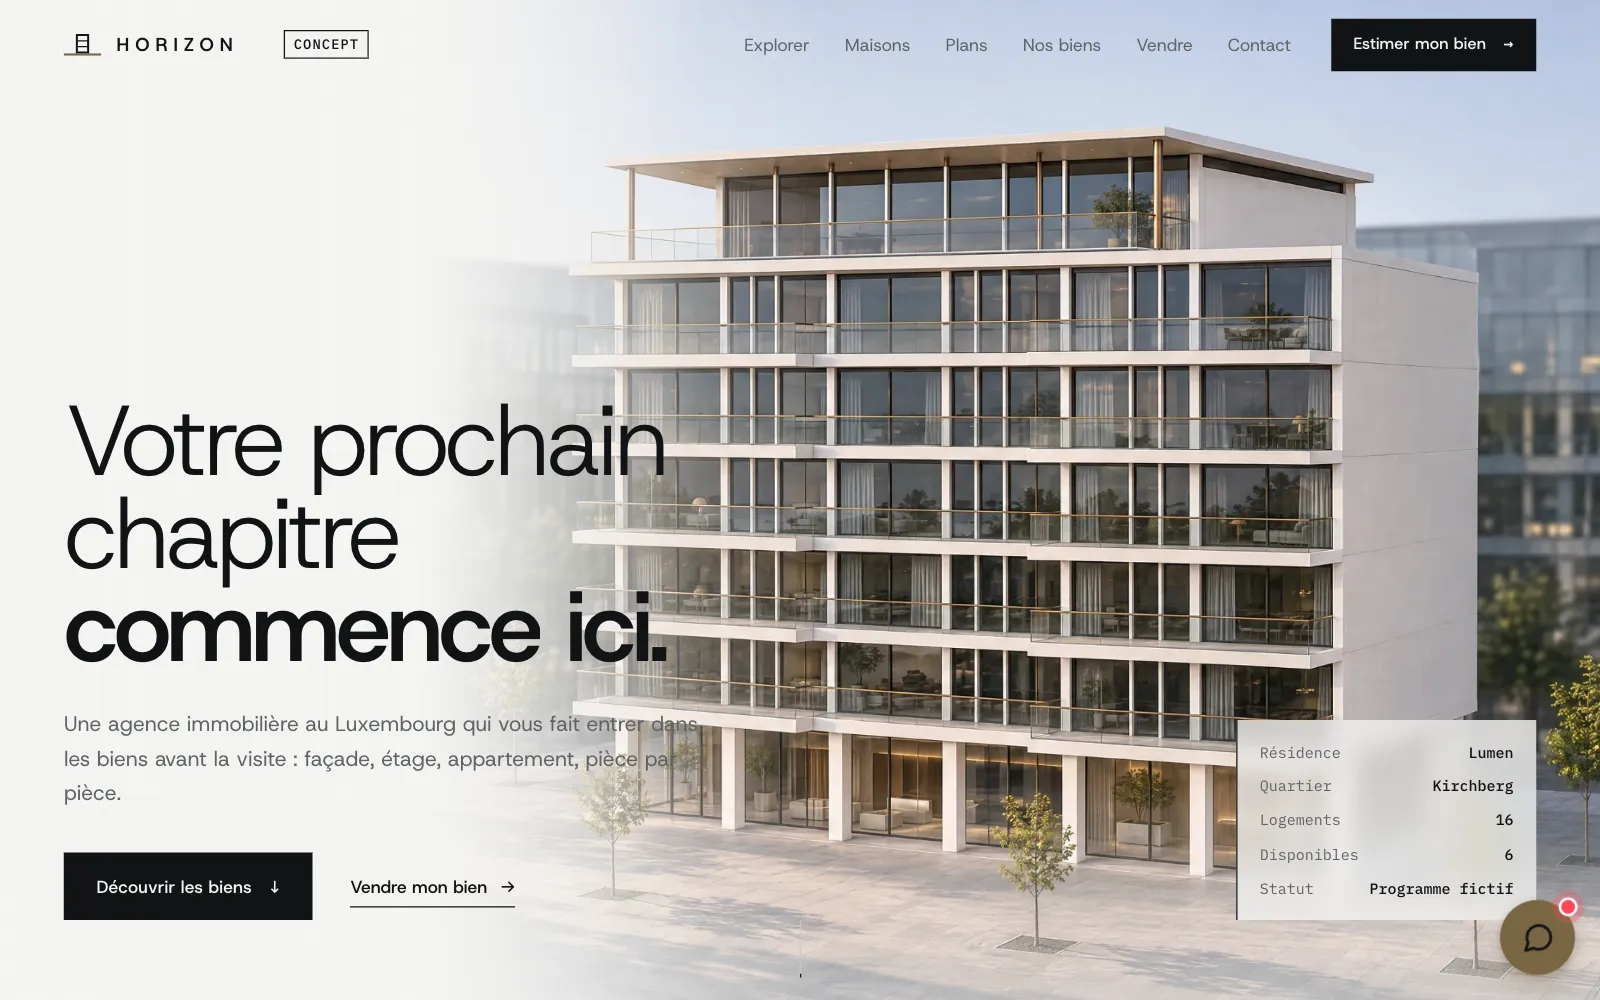 HORIZON
CONCEPT
Explorer
Maisons
Plans
Nos biens
Vendre
Contact
Estimer mon bien →
Votre prochain
chapitre
commence ici.
Une agence immobilière au Luxembourg qui vous fait entrer dans
les biens avant la visite : façade, étage, appartement, pièce par
pièce.
Découvrir les biens ↓
Vendre mon bien →
Résidence Lumen
Quartier Kirchberg
Logements 16
Disponibles 6
Statut Programme fictif